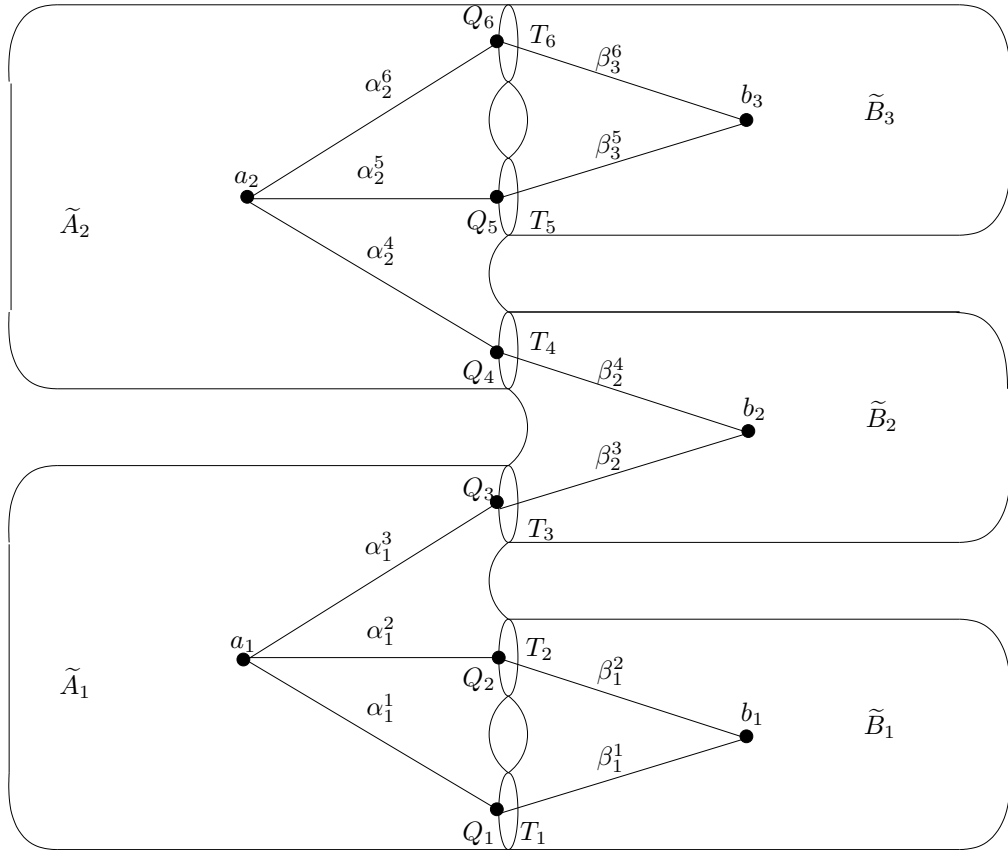 Q₆ T₆
α₂⁶ β₃⁶
b₃ B̃₃
α₂⁵ β₃⁵
a₂
Ã₂ Q₅ T₅
α₂⁴
T₄
Q₄ β₂⁴
b₂ B̃₂
β₂³
Q₃
T₃
α₁³
a₁ α₁² T₂
Ã₁ Q₂ β₁²
α₁¹ b₁ B̃₁
β₁¹
Q₁ T₁